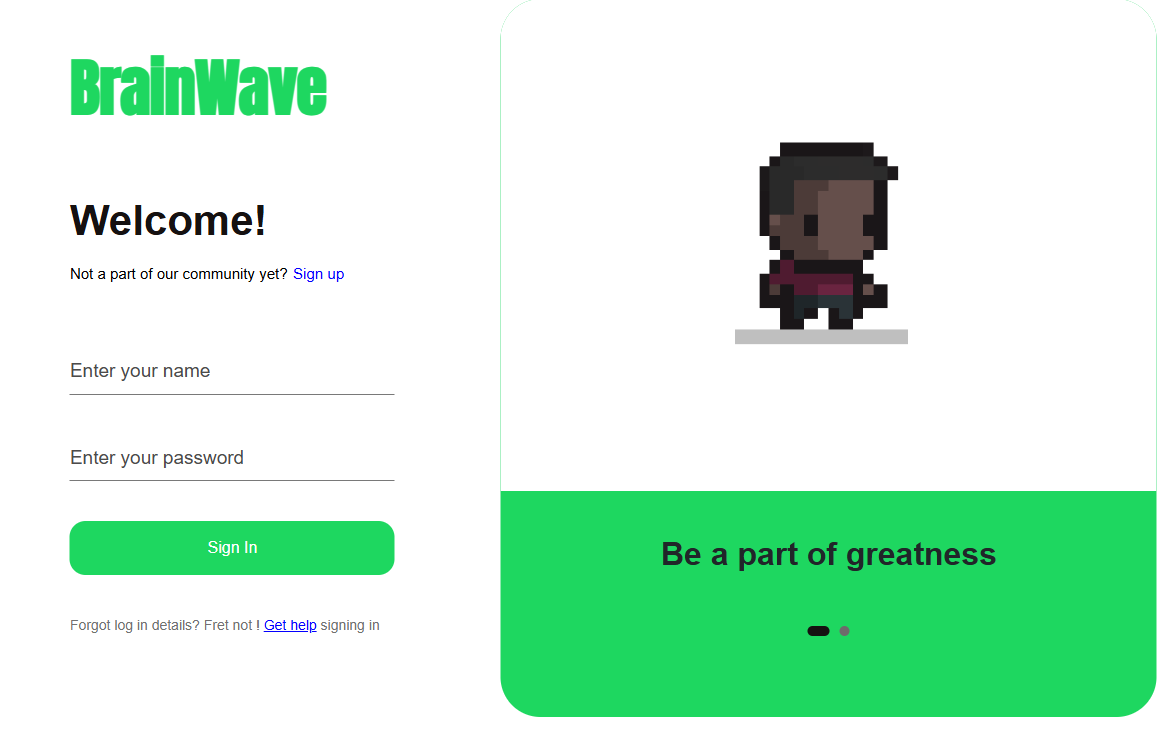 BrainWave
Welcome!
Not a part of our community yet? Sign up
Enter your name
Enter your password
Sign In
Forgot log in details? Fret not ! Get help signing in
Be a part of greatness